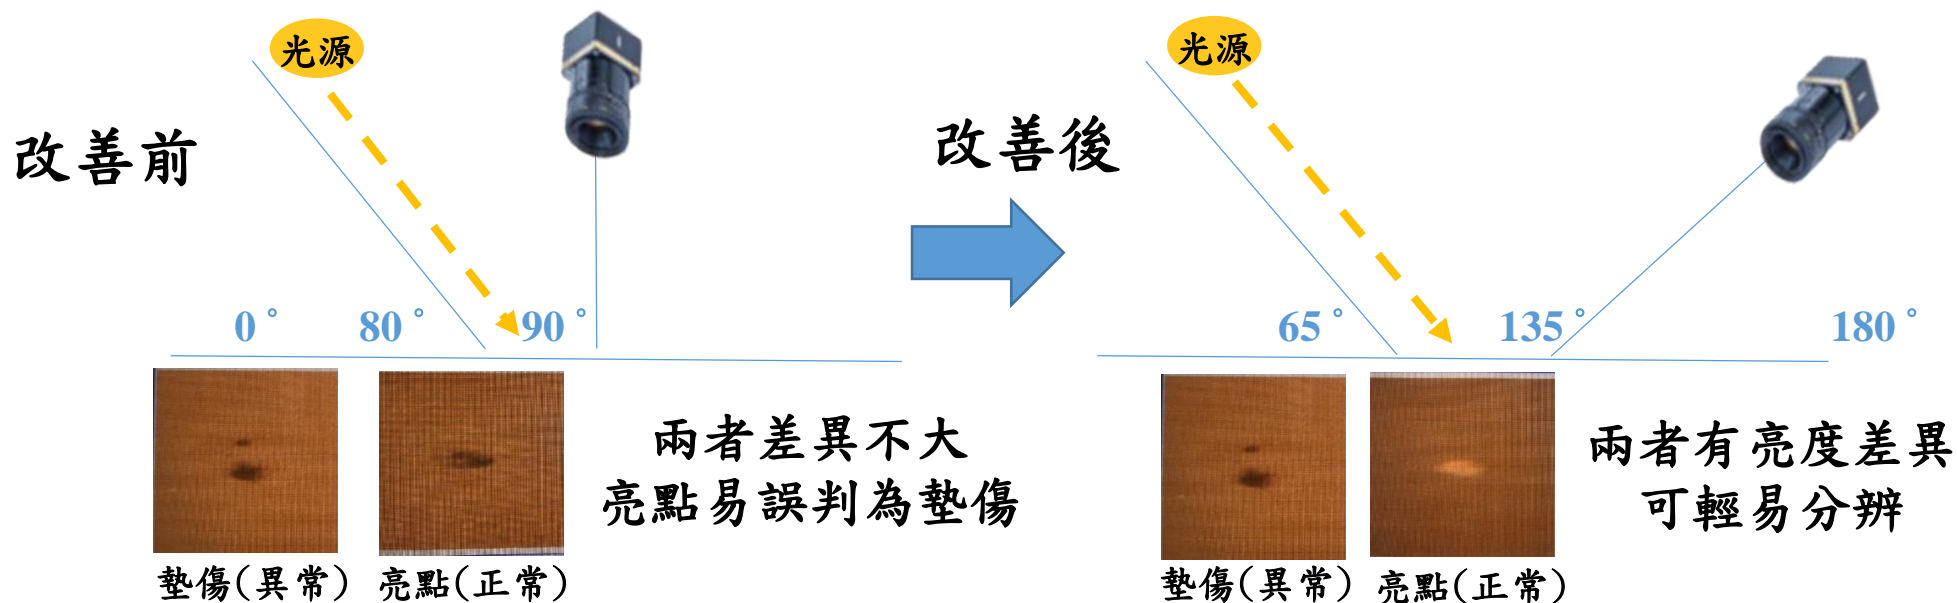 改善前
光源
0°
80°
90°
墊傷(異常)
亮點(正常)
兩者差異不大
亮點易誤判為墊傷
改善後
光源
65°
135°
180°
墊傷(異常)
亮點(正常)
兩者有亮度差異
可輕易分辨